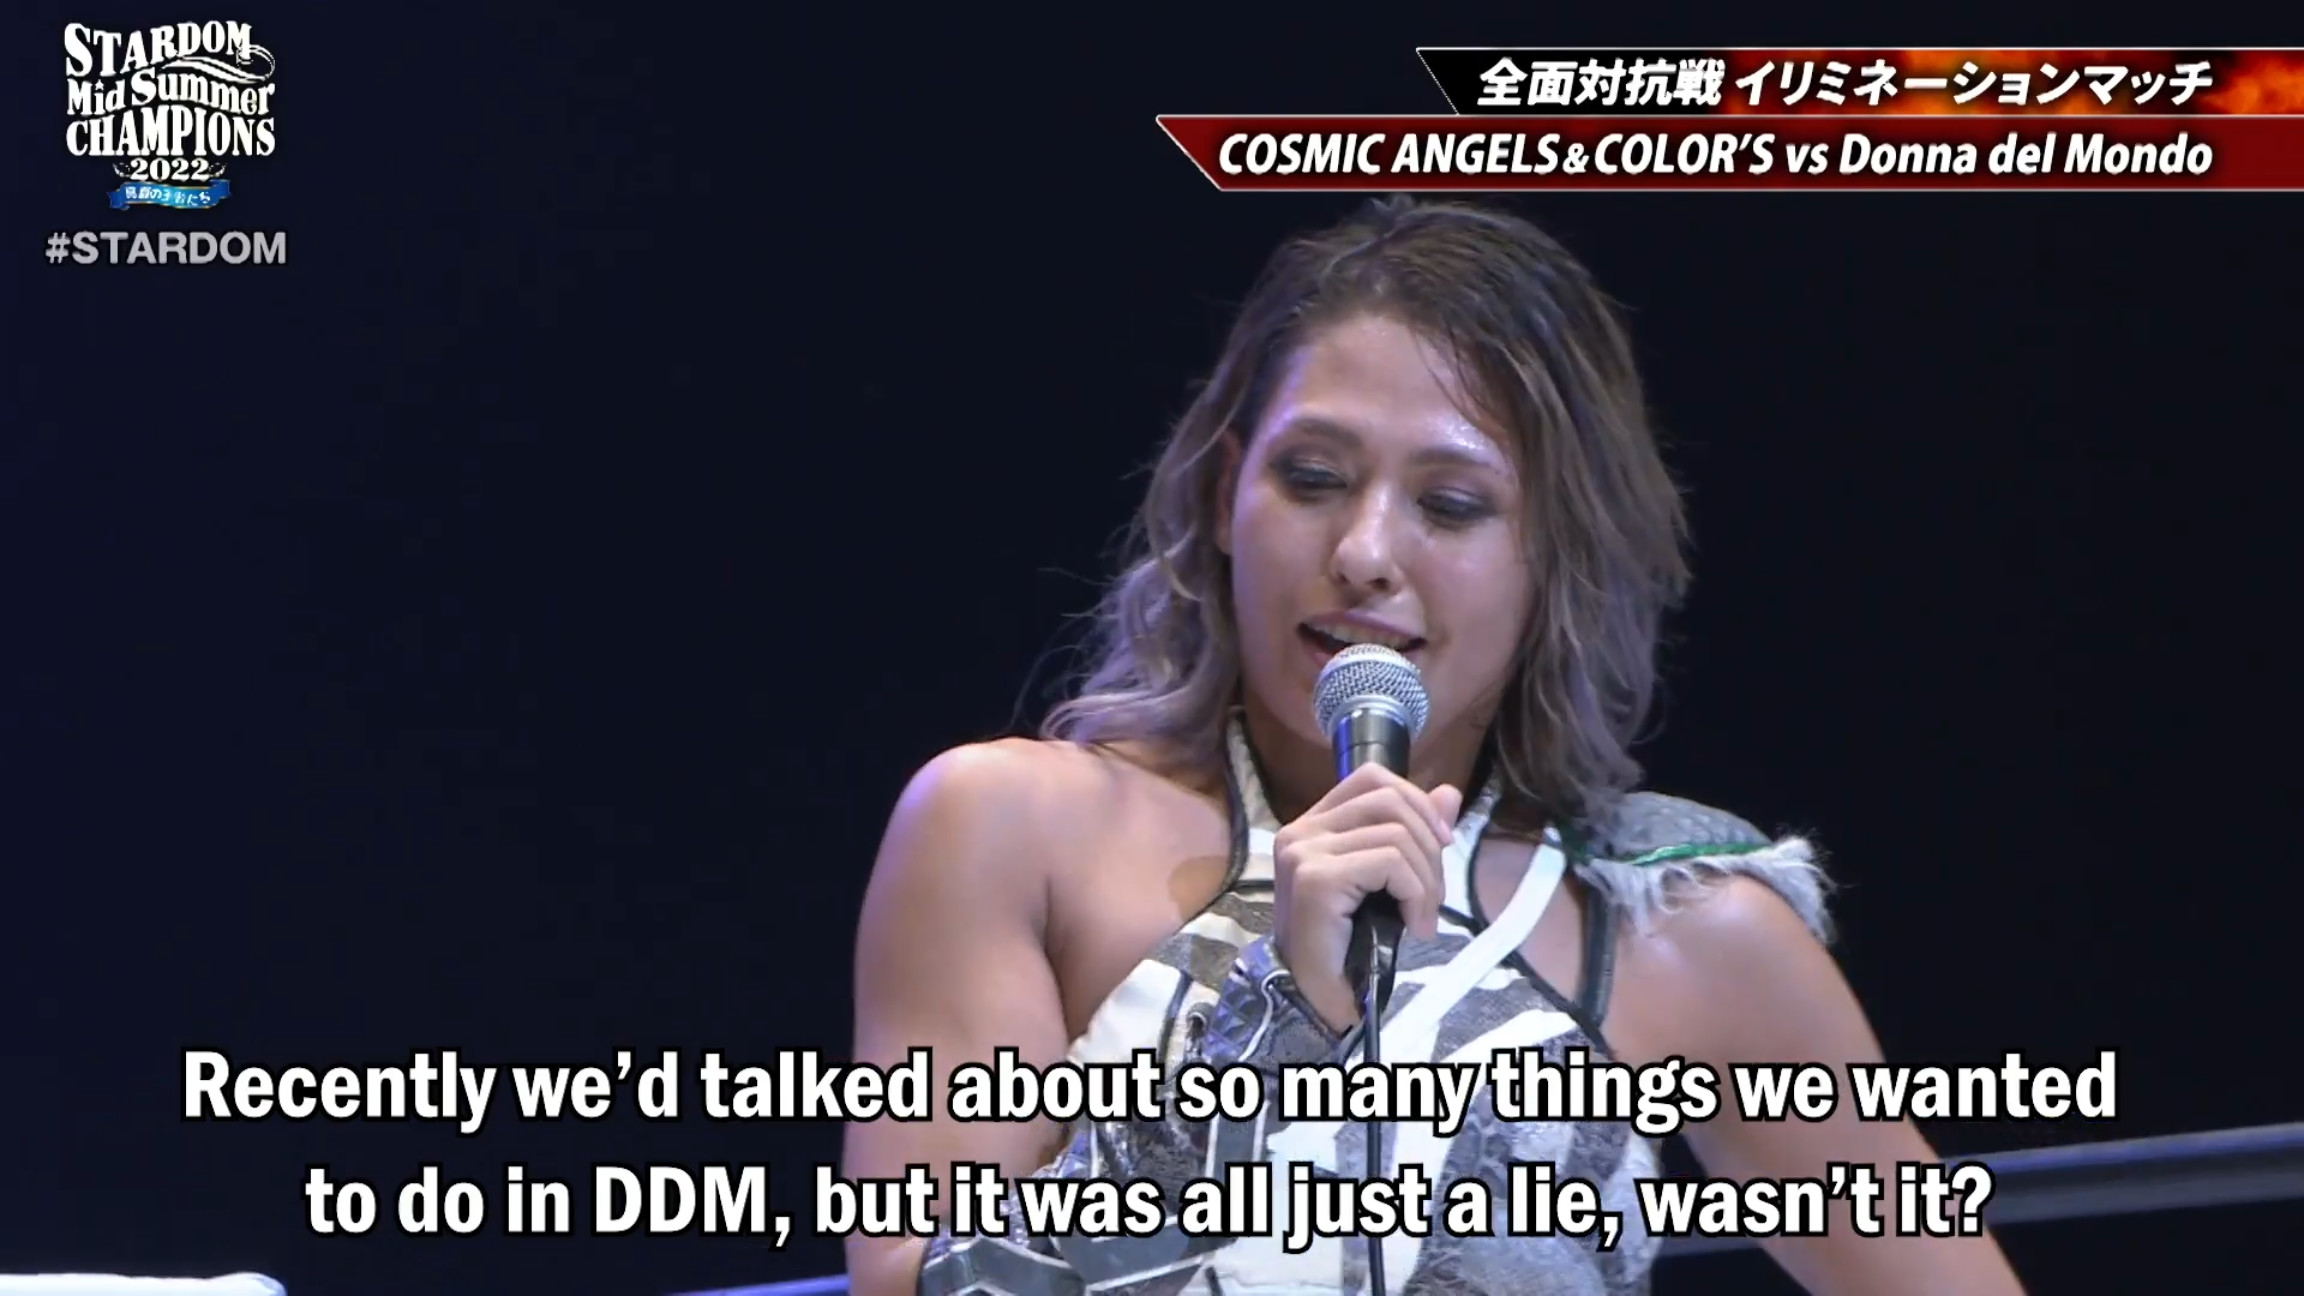 STARDOM
Mid Summer
CHAMPIONS
2022
#STARDOM
全面対抗戦 イリミネーションマッチ
COSMIC ANGELS&COLOR'S vs Donna del Mondo
Recently we'd talked about so many things we wanted
to do in DDM, but it was all just a lie, wasn't it?